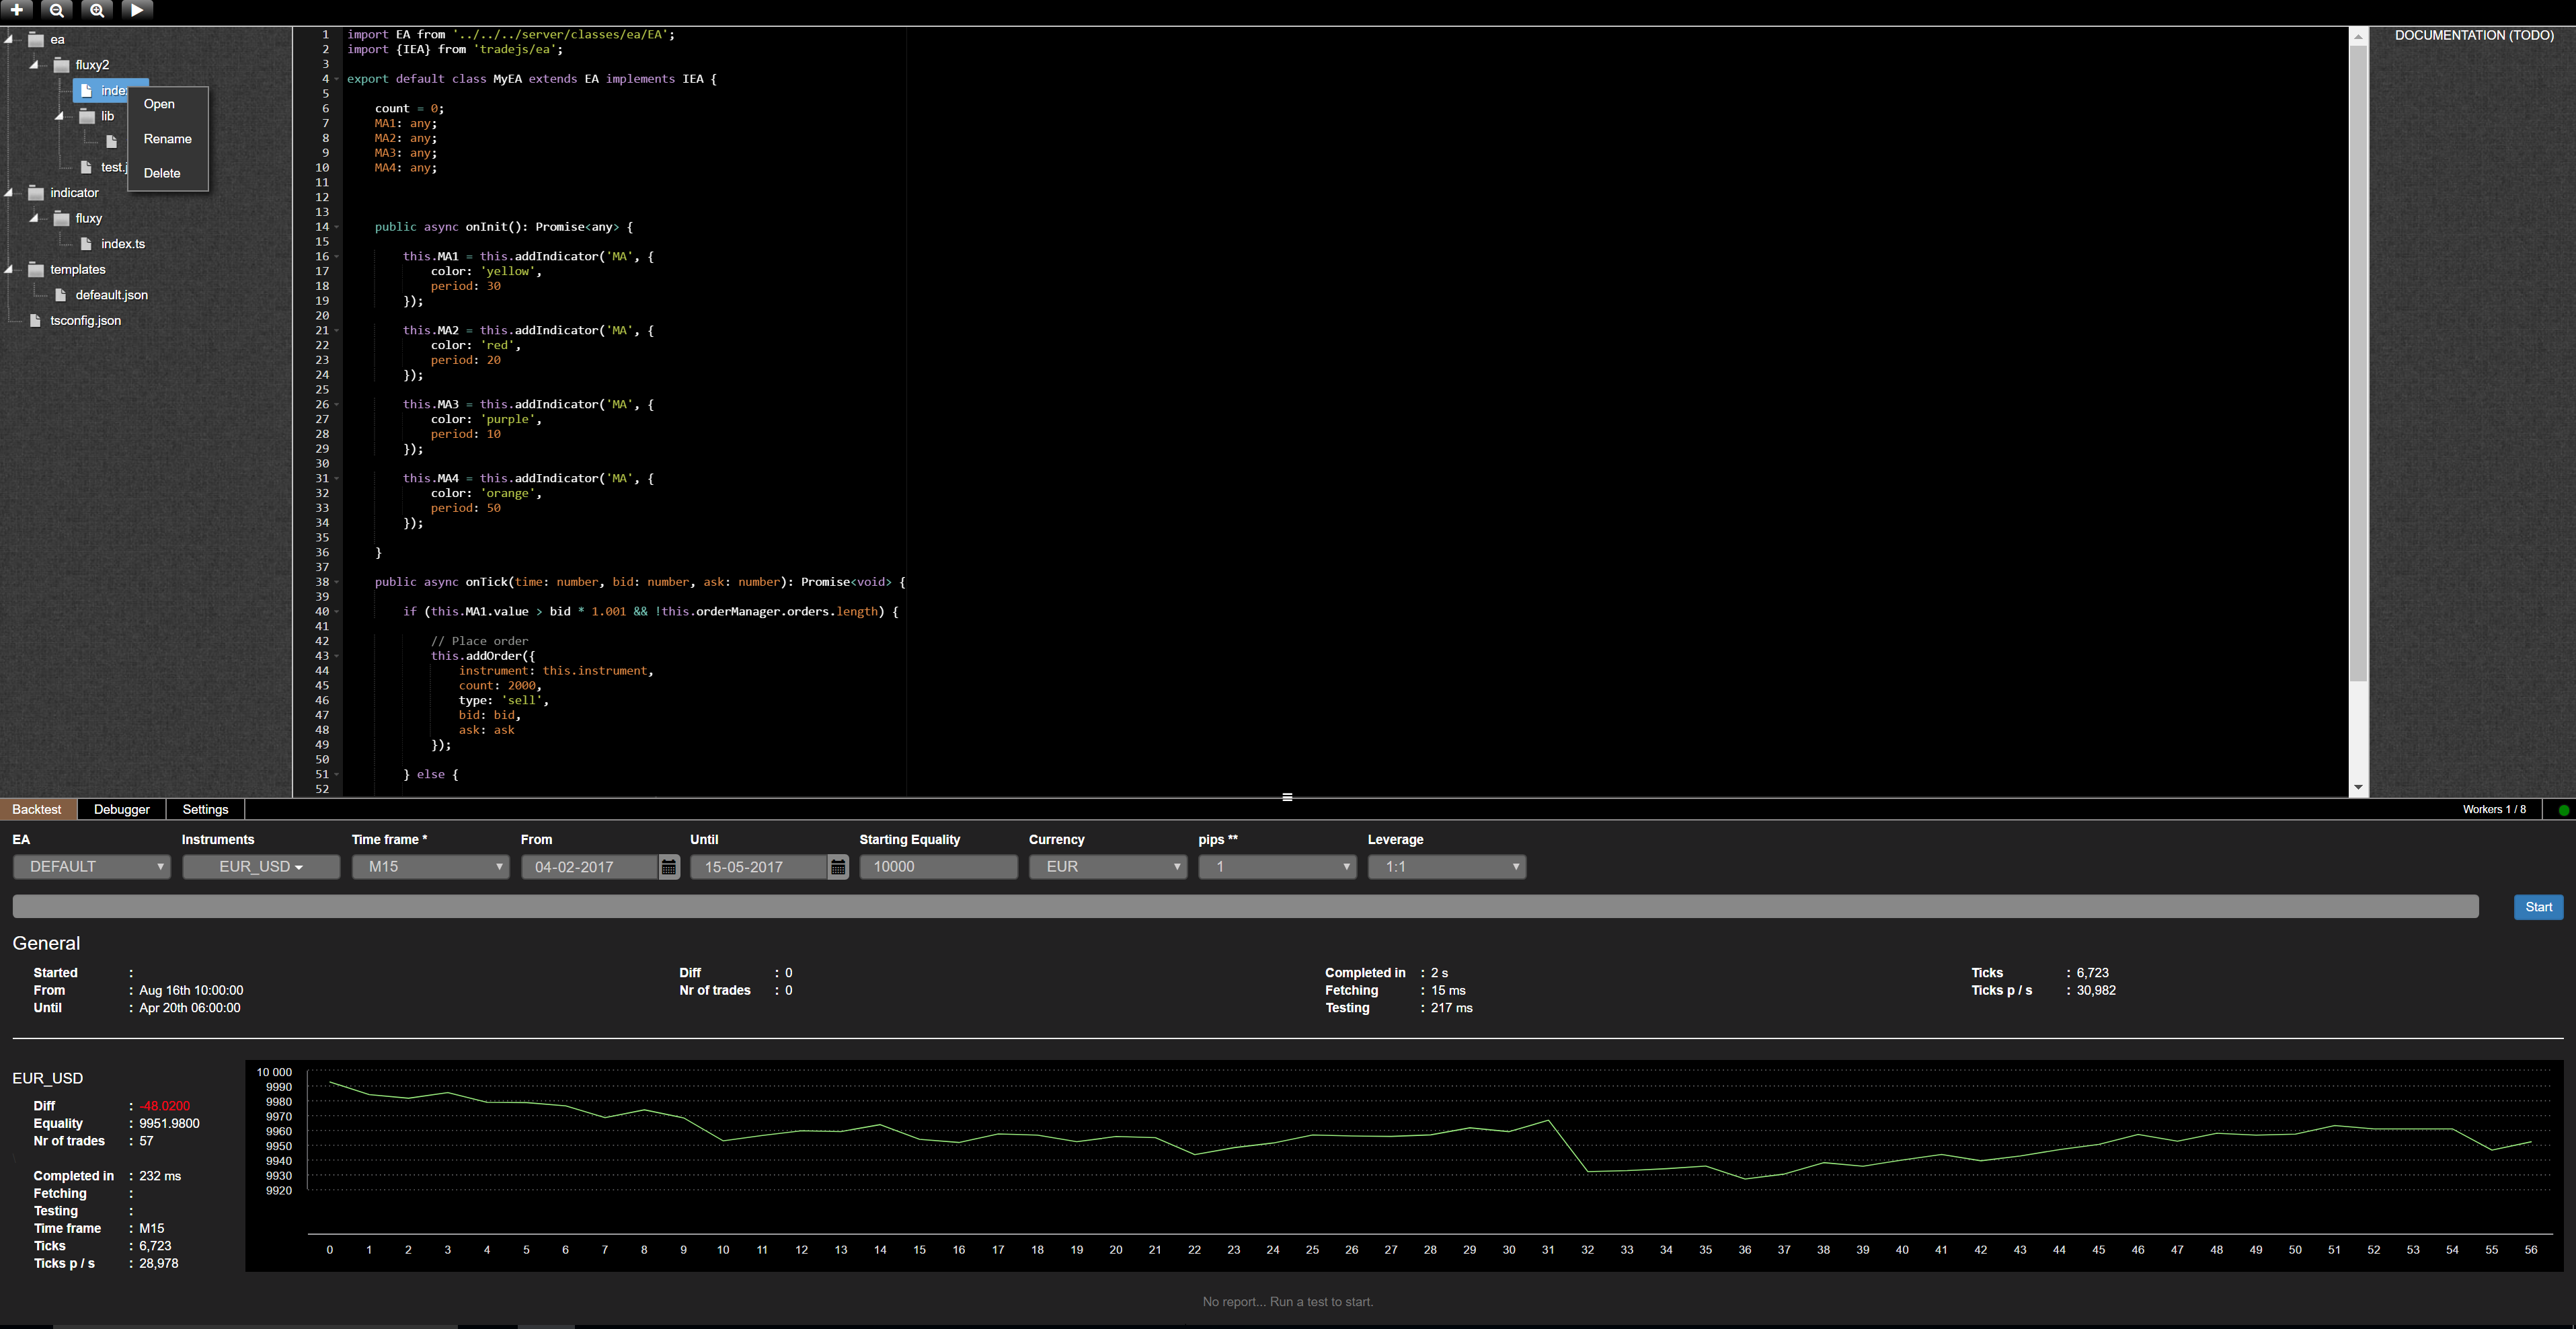 ea
fluxy2
inde
lib
test.j
Open
Rename
Delete
indicator
fluxy
index.ts
templates
defeault.json
tsconfig.json
1 import EA from '../../../server/classes/ea/EA';
2 import {IEA} from 'tradejs/ea';
3
4 export default class MyEA extends EA implements IEA {
5
6 count = 0;
7 MA1: any;
8 MA2: any;
9 MA3: any;
10 MA4: any;
11
12
13
14 public async onInit(): Promise<any> {
15
16 this.MA1 = this.addIndicator('MA', {
17 color: 'yellow',
18 period: 30
19 });
20
21 this.MA2 = this.addIndicator('MA', {
22 color: 'red',
23 period: 20
24 });
25
26 this.MA3 = this.addIndicator('MA', {
27 color: 'purple',
28 period: 10
29 });
30
31 this.MA4 = this.addIndicator('MA', {
32 color: 'orange',
33 period: 50
34 });
35
36 }
37
38 public async onTick(time: number, bid: number, ask: number): Promise<void> {
39
40 if (this.MA1.value > bid * 1.001 && !this.orderManager.orders.length) {
41
42 // Place order
43 this.addOrder({
44 instrument: this.instrument,
45 count: 2000,
46 type: 'sell',
47 bid: bid,
48 ask: ask
49 });
50
51 } else {
52
DOCUMENTATION (TODO)
Backtest Debugger Settings Workers 1 / 8
EA Instruments Time frame * From Until Starting Equality Currency pips ** Leverage
DEFAULT EUR_USD M15 04-02-2017 15-05-2017 10000 EUR 1 1:1
Start
General
Started :
From : Aug 16th 10:00:00
Until : Apr 20th 06:00:00
Diff : 0
Nr of trades : 0
Completed in : 2 s
Fetching : 15 ms
Testing : 217 ms
Ticks : 6,723
Ticks p / s : 30,982
EUR_USD
Diff : -48.0200
Equality : 9951.9800
Nr of trades : 57
Completed in : 232 ms
Fetching :
Testing :
Time frame : M15
Ticks : 6,723
Ticks p / s : 28,978
10 000
9990
9980
9970
9960
9950
9940
9930
9920
0 1 2 3 4 5 6 7 8 9 10 11 12 13 14 15 16 17 18 19 20 21 22 23 24 25 26 27 28 29 30 31 32 33 34 35 36 37 38 39 40 41 42 43 44 45 46 47 48 49 50 51 52 53 54 55 56
No report... Run a test to start.